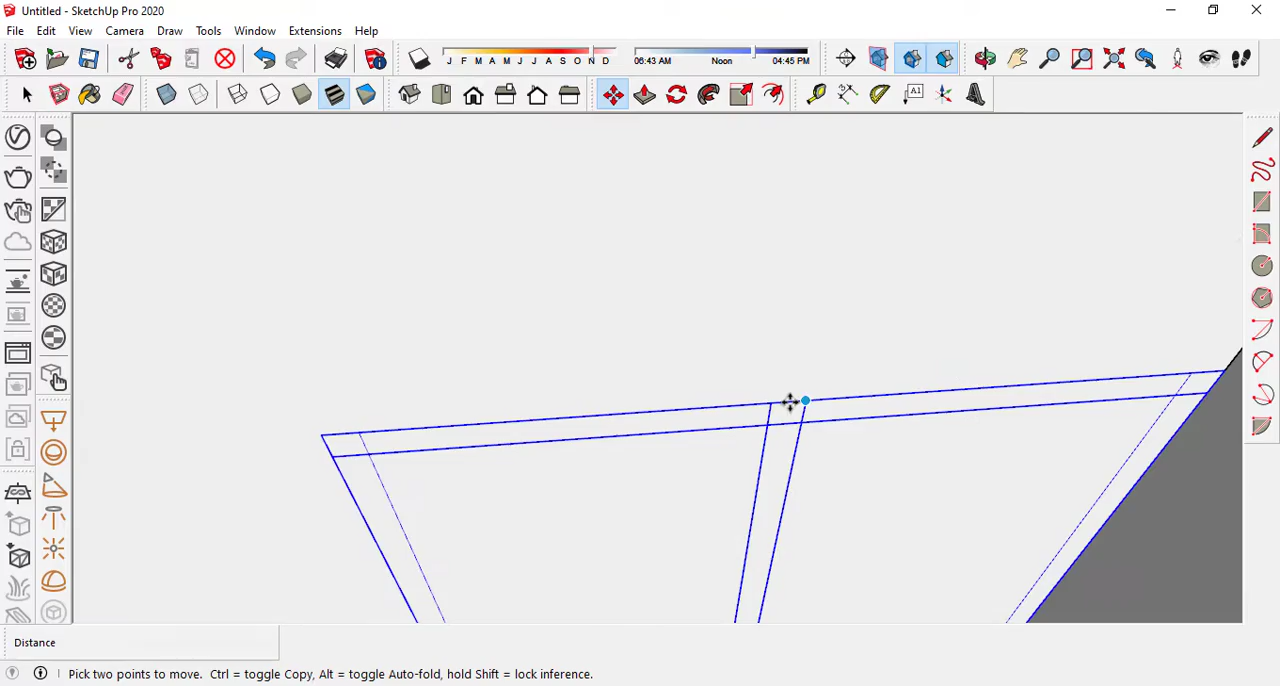 Untitled - SketchUp Pro 2020
File Edit View Camera Draw Tools Window Extensions Help
J F M A M J J A S O N D 06:43 AM Noon 04:45 PM
A1
Distance
Pick two points to move. Ctrl = toggle Copy, Alt = toggle Auto-fold, hold Shift = lock inference.